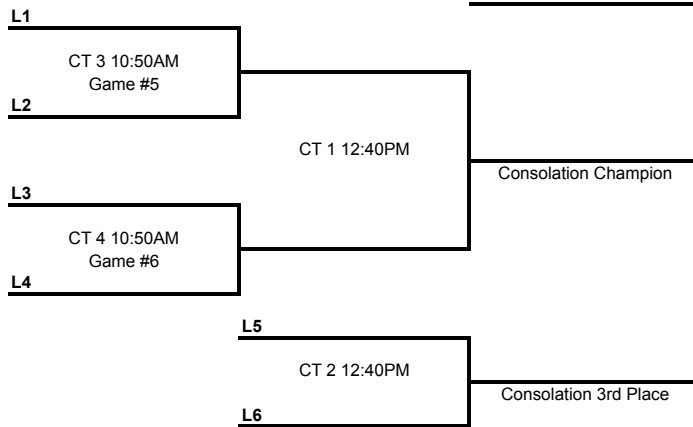 L1
CT 3 10:50AM
Game #5
L2
CT 1 12:40PM
Consolation Champion
L3
CT 4 10:50AM
Game #6
L4
L5
CT 2 12:40PM
Consolation 3rd Place
L6